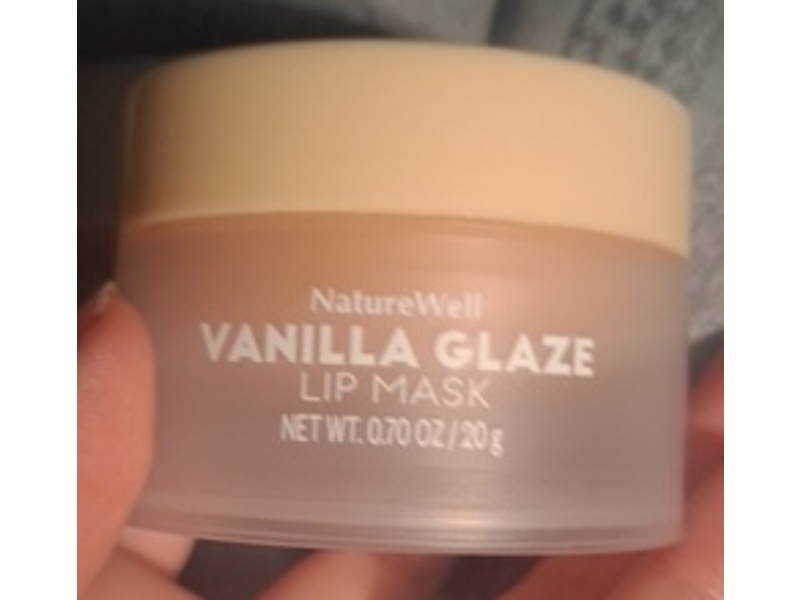 NatureWell
VANILLA GLAZE
LIP MASK
NET WT. 0.70 OZ / 20 g